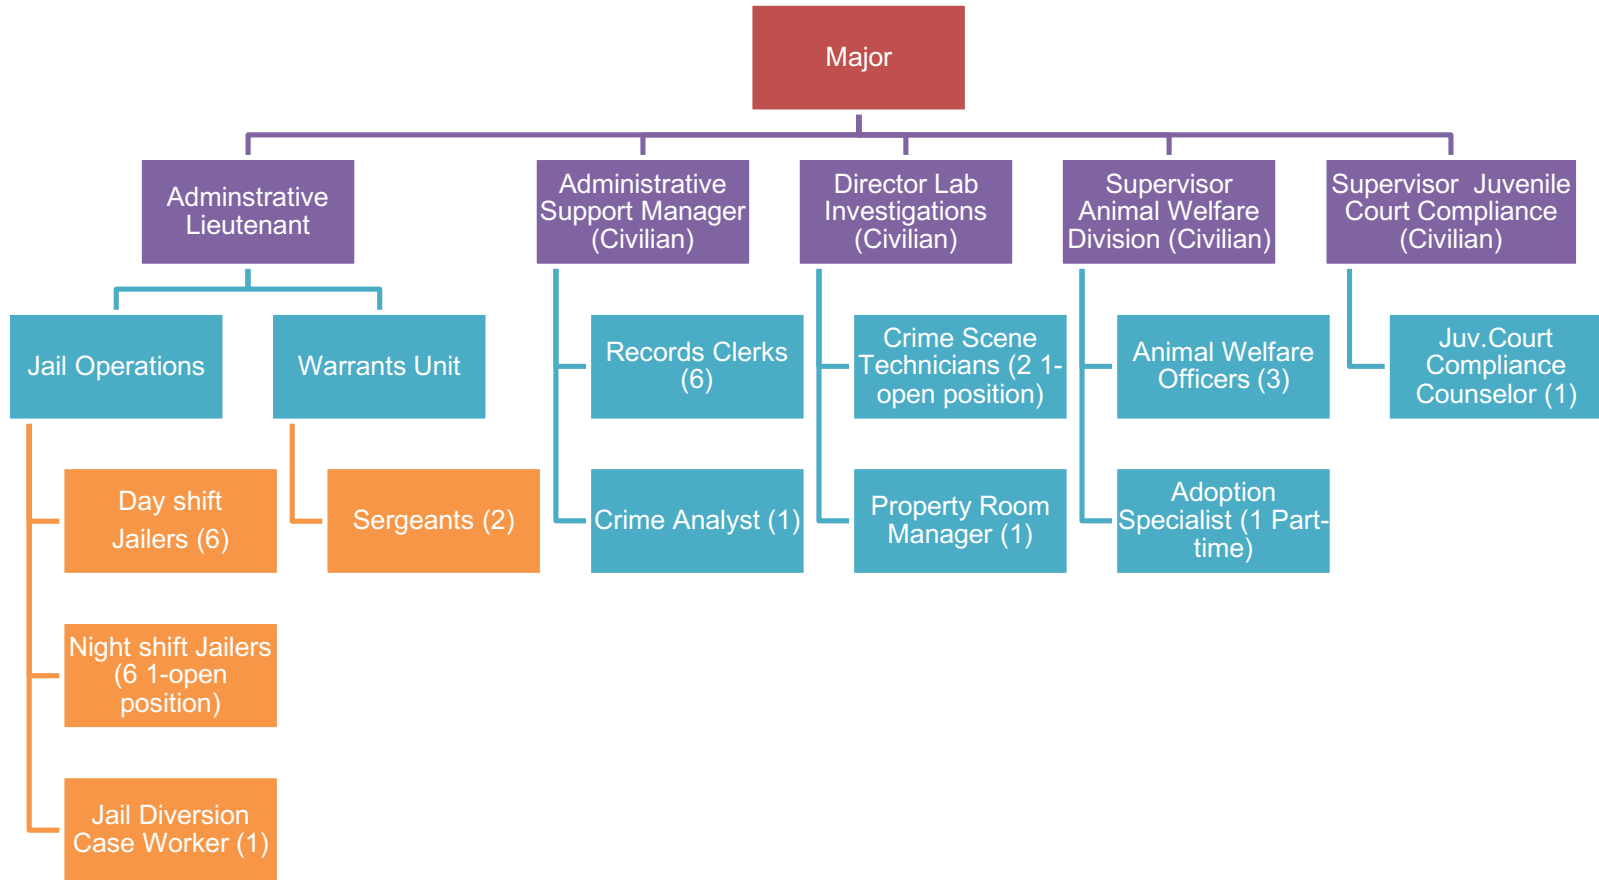 Major
Adminstrative
Lieutenant
Administrative
Support Manager
(Civilian)
Director Lab
Investigations
(Civilian)
Supervisor
Animal Welfare
Division (Civilian)
Supervisor Juvenile
Court Compliance
(Civilian)
Jail Operations
Warrants Unit
Records Clerks
(6)
Crime Scene
Technicians (2 1-
open position)
Animal Welfare
Officers (3)
Juv.Court
Compliance
Counselor (1)
Day shift
Jailers (6)
Sergeants (2)
Crime Analyst (1)
Property Room
Manager (1)
Adoption
Specialist (1 Part-
time)
Night shift Jailers
(6 1-open
position)
Jail Diversion
Case Worker (1)